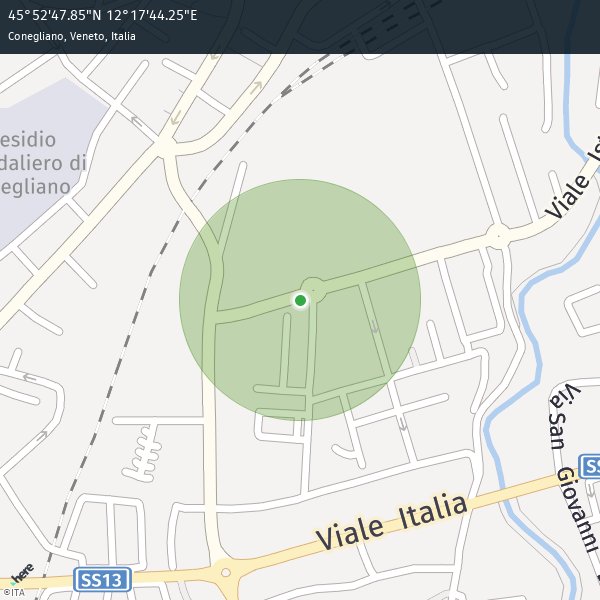 45°52'47.85"N 12°17'44.25"E
Conegliano, Veneto, Italia
esidio
daliero di
egliano
Viale Is
Via San Giovanni
SS
Viale Italia
SS13
here
©ITA